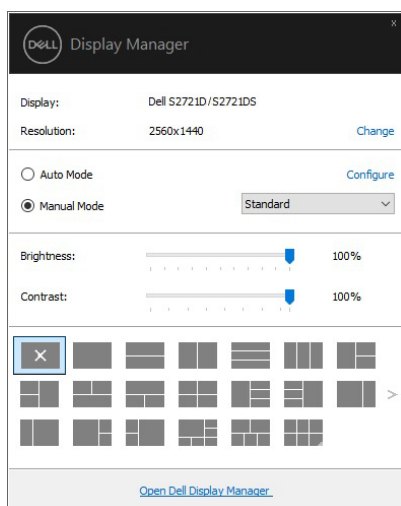 x
DELL Display Manager
Display: Dell S2721D/S2721DS
Resolution: 2560x1440 Change
Auto Mode Configure
Manual Mode Standard
Brightness: 100%
Contrast: 100%
Open Dell Display Manager